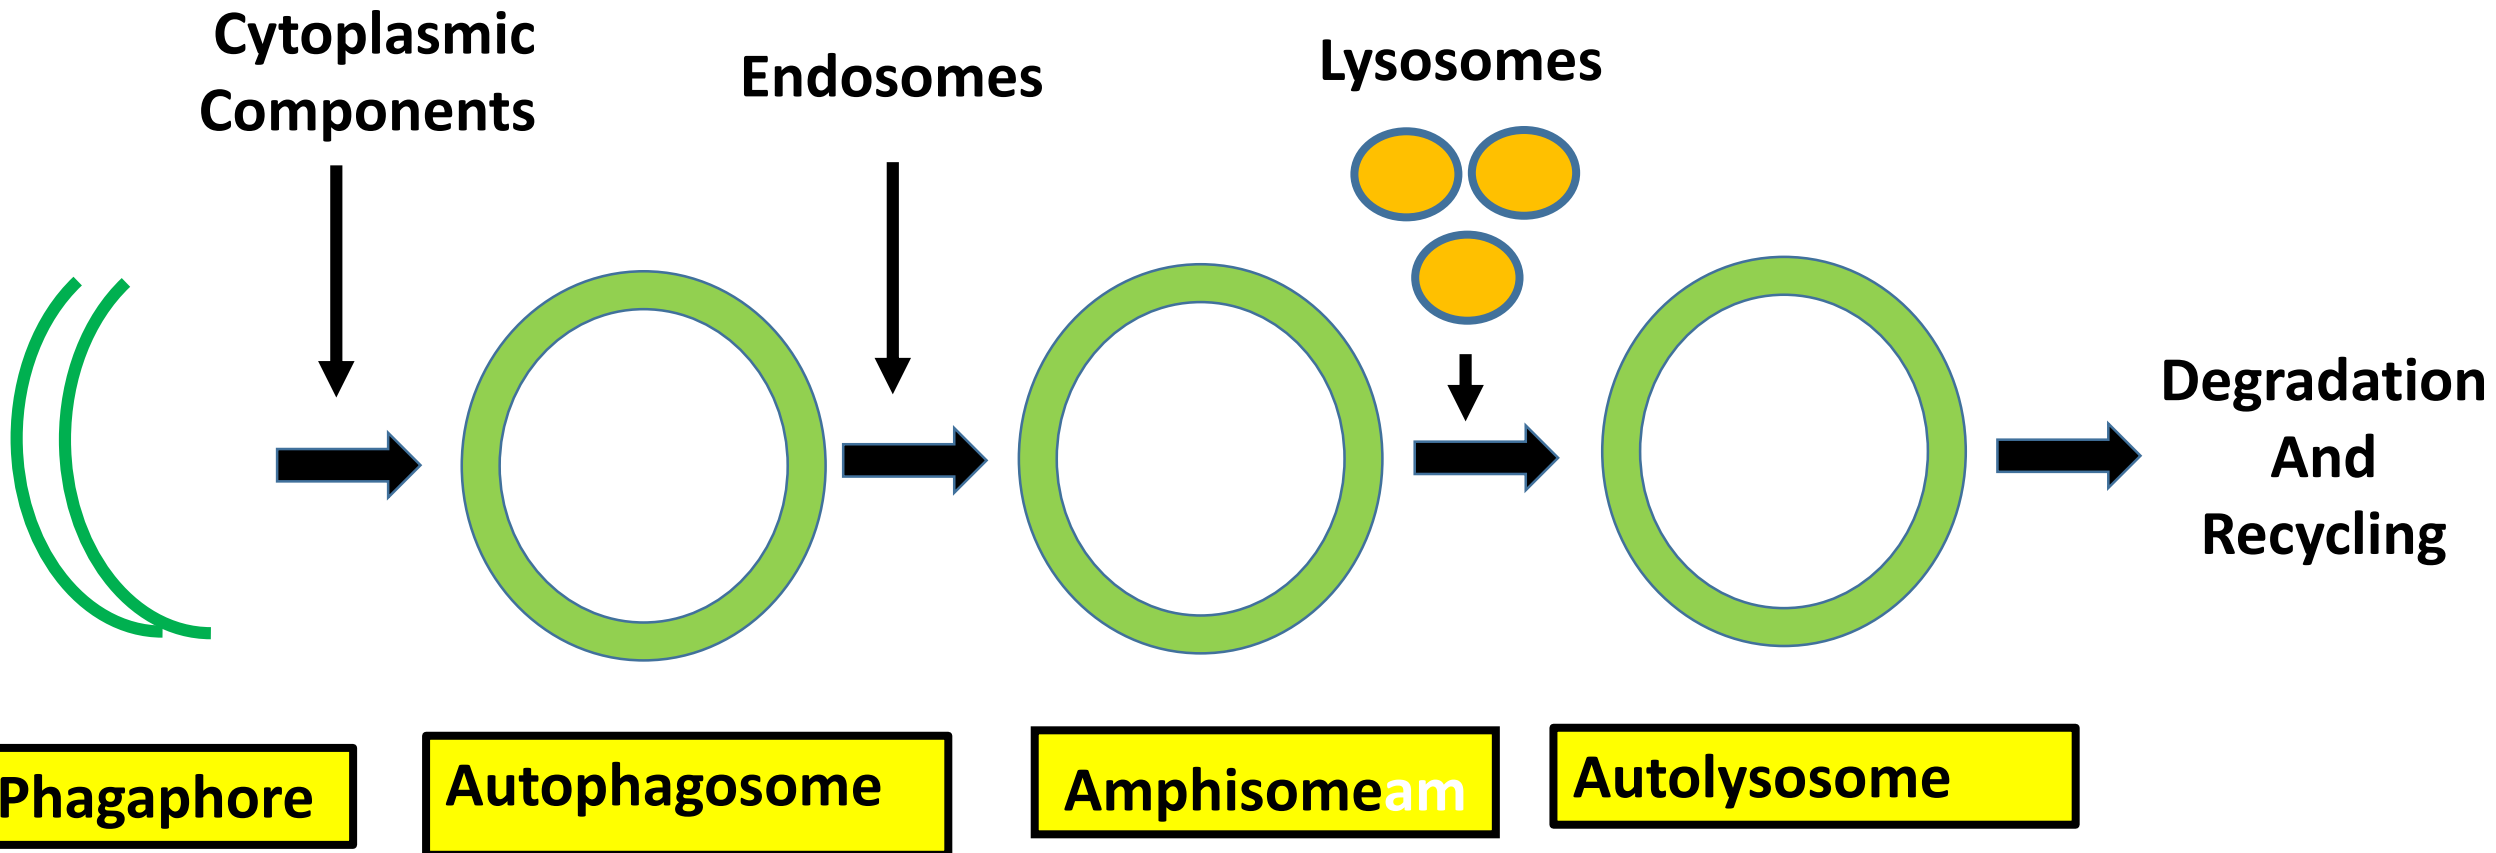 Cytoplasmic
Components
Endosomes
Lysosomes
Degradation
And
Recycling
Phagaphore
Autophagosome
Amphisomeam
Autolysosome